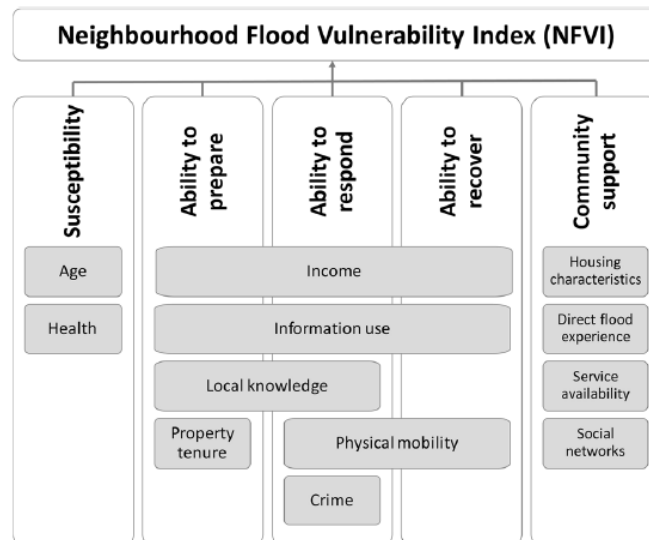 Neighbourhood Flood Vulnerability Index (NFVI)
Susceptibility
Ability to
prepare
Ability to
respond
Ability to
recover
Community
support
Age
Income
Housing
characteristics
Health
Information use
Direct flood
experience
Local knowledge
Service
availability
Property
tenure
Physical mobility
Social
networks
Crime